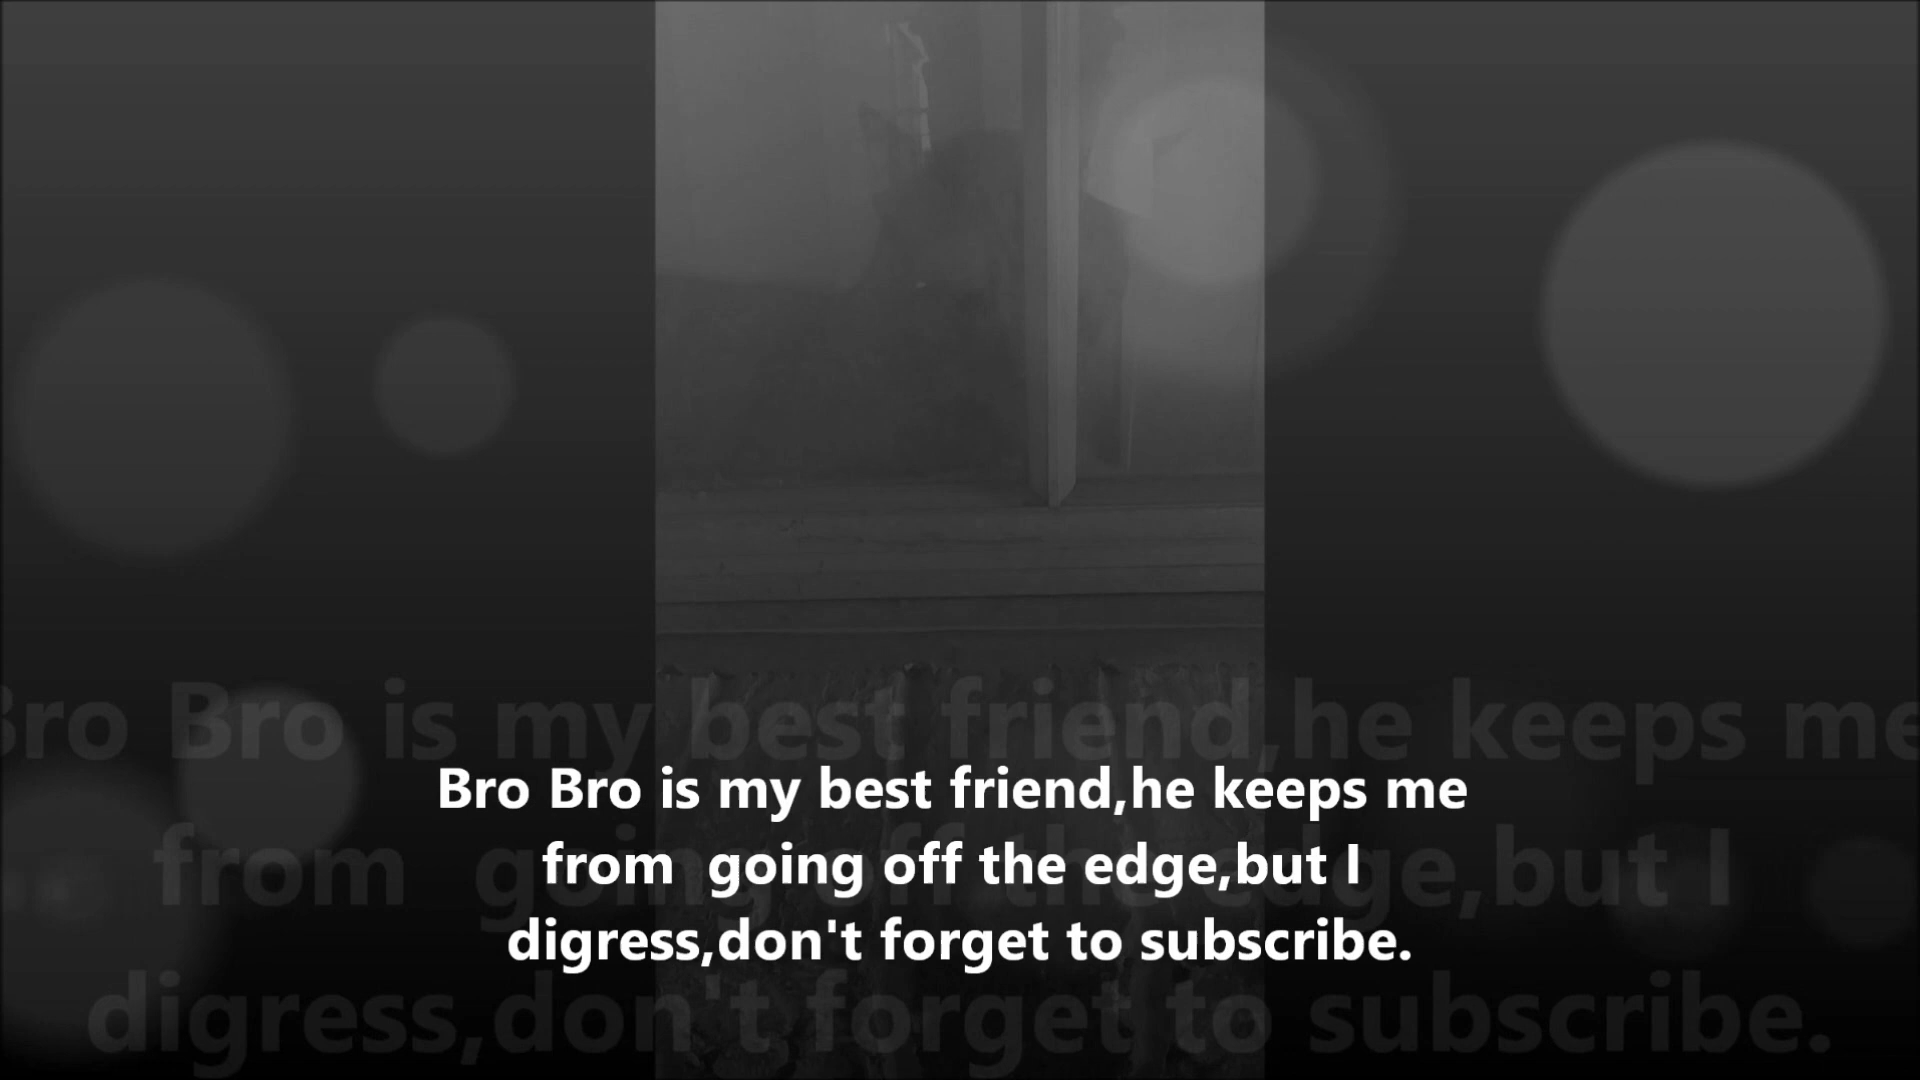 Bro Bro is my best friend,he keeps me
from  going off the edge,but I
digress,don't forget to subscribe.